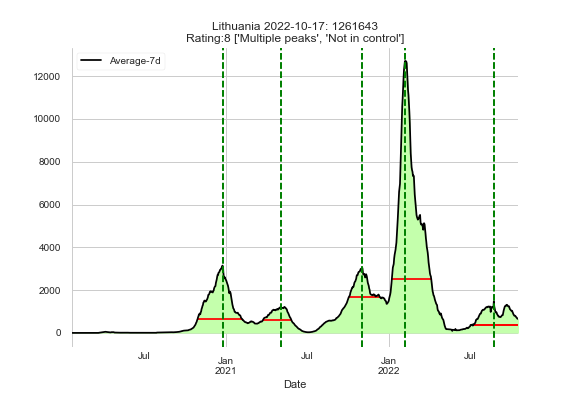 Lithuania 2022-10-17: 1261643
Rating:8 ['Multiple peaks', 'Not in control']
Average-7d
12000
10000
8000
6000
4000
2000
0
Jul
Jan
2021
Jul
Jan
2022
Jul
Date